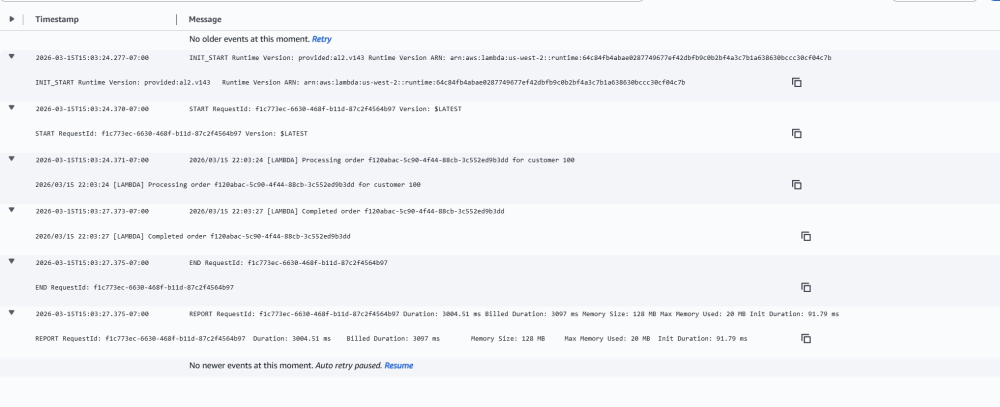 Timestamp Message
No older events at this moment. Retry
2026-03-15T15:03:24.277-07:00 INIT_START Runtime Version: provided:al2.v143 Runtime Version ARN: arn:aws:lambda:us-west-2::runtime:64c84fb4abae0287749677ef42dbfb9c0b2bf4a3c7b1a638630bccc30cf04c7b
INIT_START Runtime Version: provided:al2.v143 Runtime Version ARN: arn:aws:lambda:us-west-2::runtime:64c84fb4abae0287749677ef42dbfb9c0b2bf4a3c7b1a638630bccc30cf04c7b
2026-03-15T15:03:24.370-07:00 START RequestId: f1c773ec-6630-468f-b11d-87c2f4564b97 Version: $LATEST
START RequestId: f1c773ec-6630-468f-b11d-87c2f4564b97 Version: $LATEST
2026-03-15T15:03:24.371-07:00 2026/03/15 22:03:24 [LAMBDA] Processing order f120abac-5c90-4f44-88cb-3c552ed9b3dd for customer 100
2026/03/15 22:03:24 [LAMBDA] Processing order f120abac-5c90-4f44-88cb-3c552ed9b3dd for customer 100
2026-03-15T15:03:27.373-07:00 2026/03/15 22:03:27 [LAMBDA] Completed order f120abac-5c90-4f44-88cb-3c552ed9b3dd
2026/03/15 22:03:27 [LAMBDA] Completed order f120abac-5c90-4f44-88cb-3c552ed9b3dd
2026-03-15T15:03:27.375-07:00 END RequestId: f1c773ec-6630-468f-b11d-87c2f4564b97
END RequestId: f1c773ec-6630-468f-b11d-87c2f4564b97
2026-03-15T15:03:27.375-07:00 REPORT RequestId: f1c773ec-6630-468f-b11d-87c2f4564b97 Duration: 3004.51 ms Billed Duration: 3097 ms Memory Size: 128 MB Max Memory Used: 20 MB Init Duration: 91.79 ms
REPORT RequestId: f1c773ec-6630-468f-b11d-87c2f4564b97 Duration: 3004.51 ms Billed Duration: 3097 ms Memory Size: 128 MB Max Memory Used: 20 MB Init Duration: 91.79 ms
No newer events at this moment. Auto retry paused. Resume